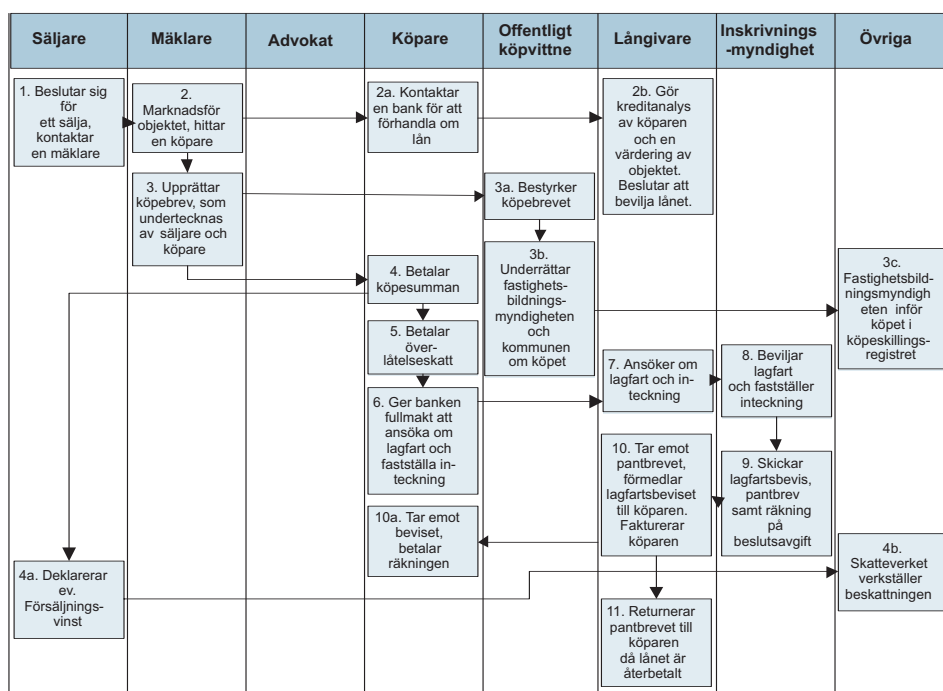 Säljare
Mäklare
Advokat
Köpare
Offentligt
köpvittne
Långivare
Inskrivnings
-myndighet
Övriga
1. Beslutar sig
för
ett sälja,
kontaktar
en mäklare
2.
Marknadsför
objektet, hittar
en köpare
2a. Kontaktar
en bank för att
förhandla om
lån
2b. Gör
kreditanalys
av köparen
och en
värdering av
objektet.
Beslutar att
bevilja lånet.
3. Upprättar
köpebrev, som
undertecknas
av säljare och
köpare
3a. Bestyrker
köpebrevet
3b.
Underrättar
fastighets-
bildnings-
myndigheten
och
kommunen
om köpet
3c.
Fastighetsbild-
ningsmyndigh
eten inför
köpet i
köpeskillings-
registret
4. Betalar
köpesumman
5. Betalar
över-
låtelseskatt
6. Ger banken
fullmakt att
ansöka om
lagfart och
fastställa in-
teckning
7. Ansöker om
lagfart och in-
teckning
8. Beviljar
lagfart
och fastställer
inteckning
9. Skickar
lagfartsbevis,
pantbrev
samt räkning
på
beslutsavgift
10. Tar emot
pantbrevet,
förmedlar
lagfartsbeviset
till köparen.
Fakturerar
köparen
10a. Tar emot
beviset,
betalar
räkningen
4a. Deklarerar
ev.
Försäljnings-
vinst
4b.
Skatteverket
verkställer
beskattningen
11. Returnerar
pantbrevet till
köparen
då lånet är
återbetalt